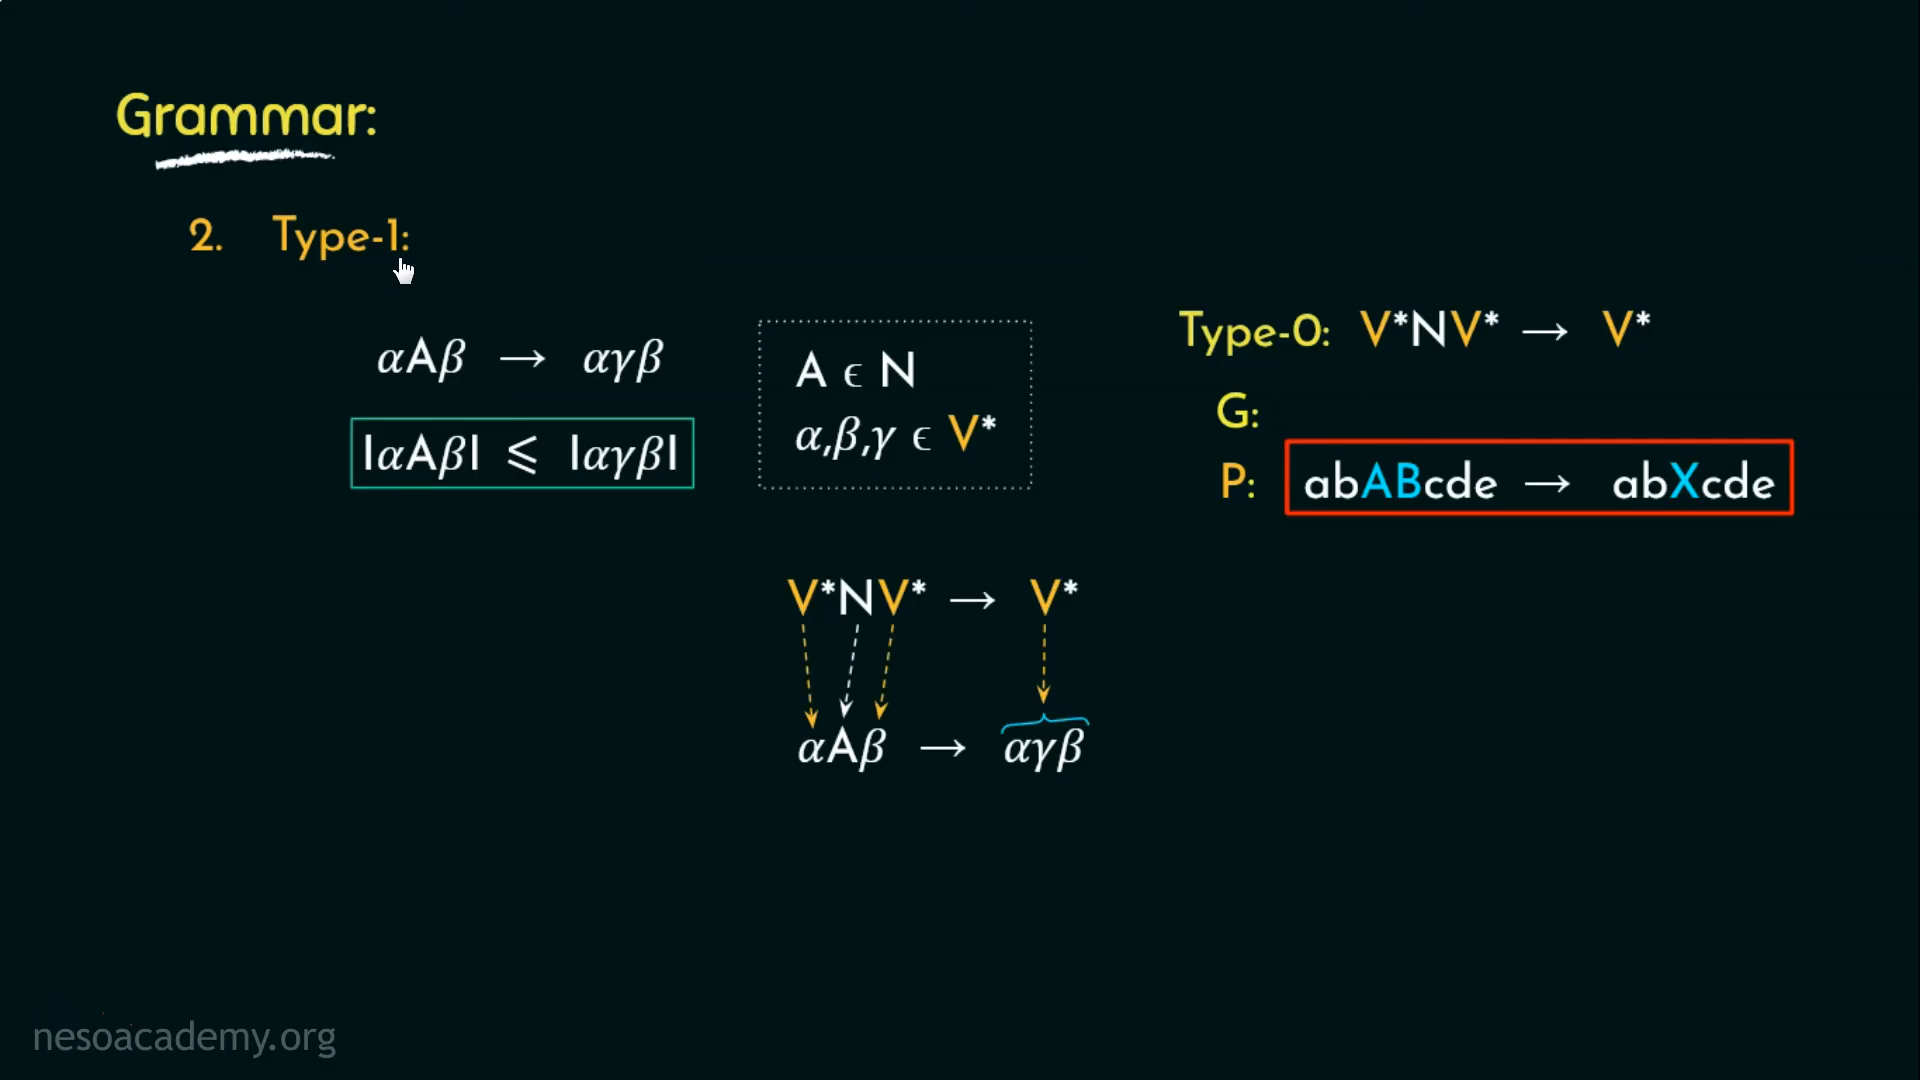 Grammar:
2. Type-1:
αAβ → αγβ
|αAβ| ⩽ |αγβ|
A ϵ N
α,β,γ ϵ V*
Type-0: V*NV* → V*
G:
P: abABcde → abXcde
V*NV* → V*
αAβ → αγβ
nesoacademy.org